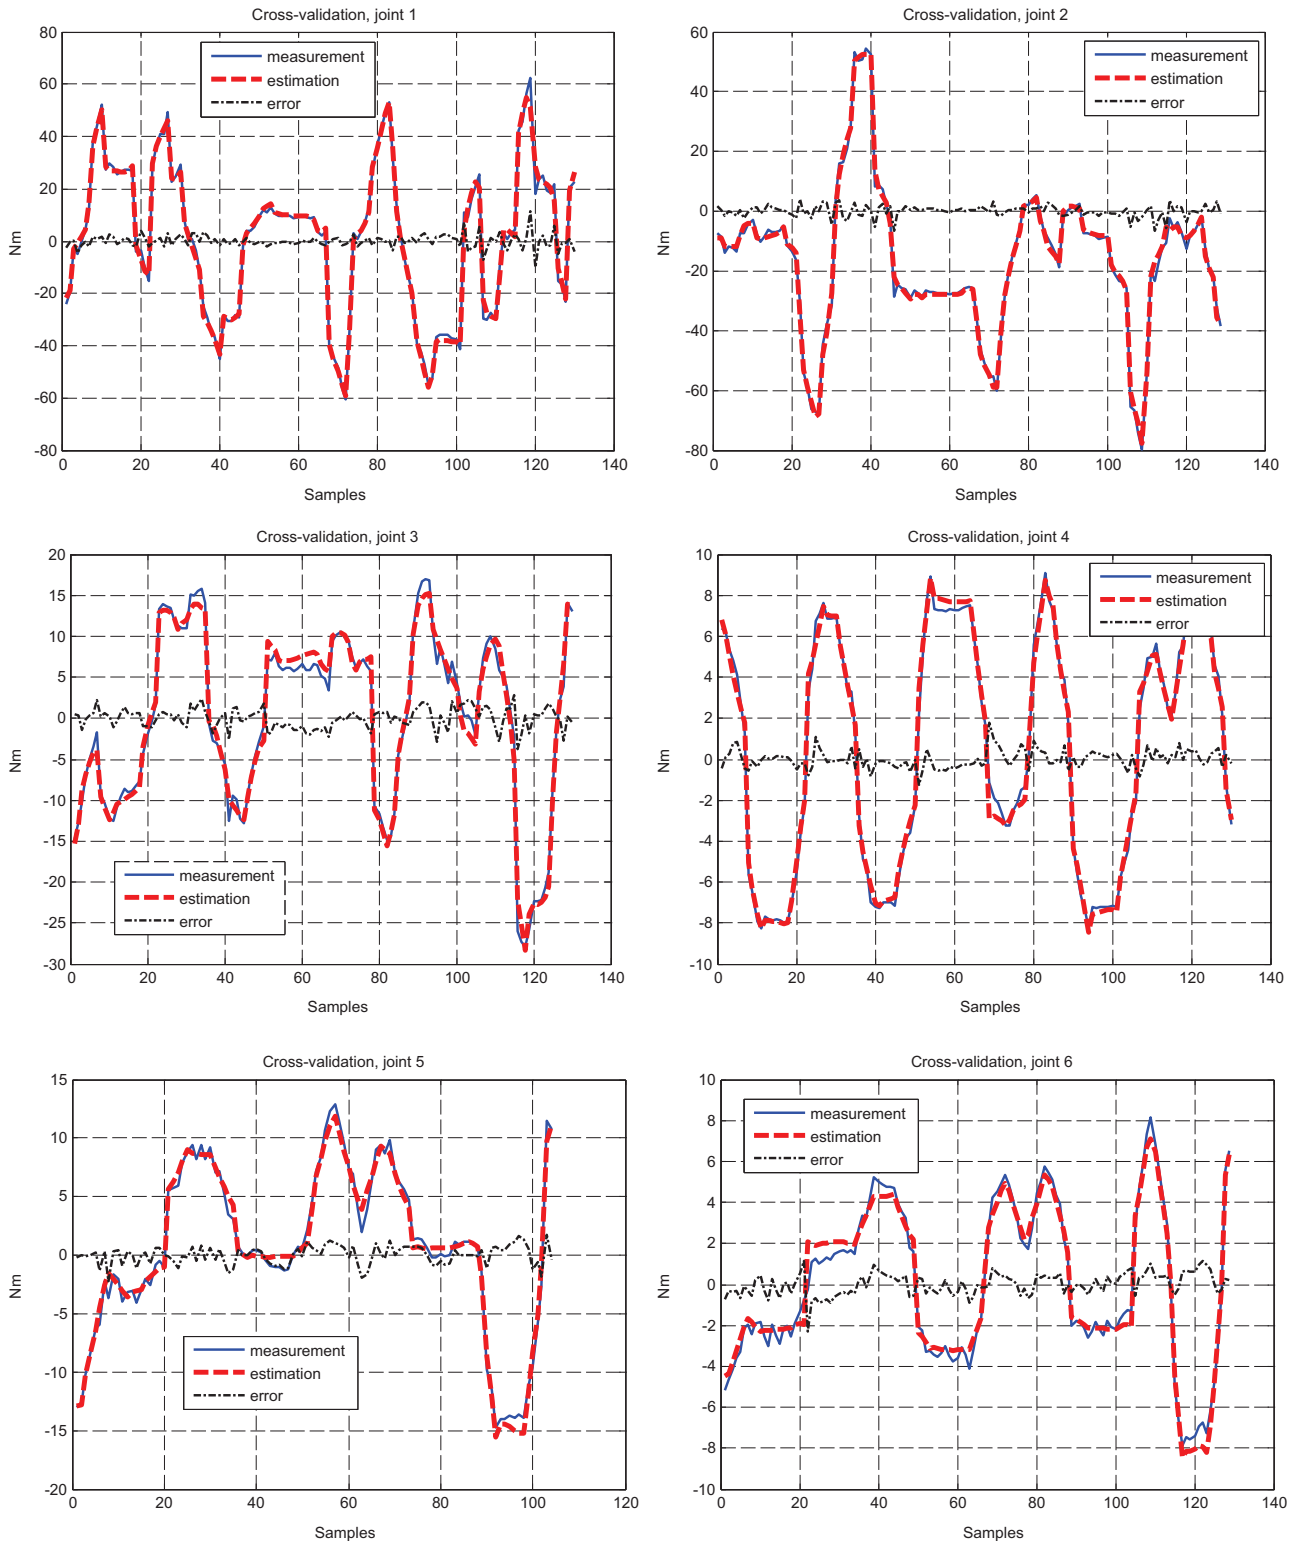 Cross-validation, joint 1
80
60
40
20
0
-20
-40
-60
-80
Nm
measurement
estimation
error
0 20 40 60 80 100 120 140
Samples
Cross-validation, joint 2
60
40
20
0
-20
-40
-60
-80
Nm
measurement
estimation
error
0 20 40 60 80 100 120 140
Samples
Cross-validation, joint 3
20
15
10
5
0
-5
-10
-15
-20
-25
-30
Nm
measurement
estimation
error
0 20 40 60 80 100 120 140
Samples
Cross-validation, joint 4
10
8
6
4
2
0
-2
-4
-6
-8
-10
Nm
measurement
estimation
error
0 20 40 60 80 100 120 140
Samples
Cross-validation, joint 5
15
10
5
0
-5
-10
-15
-20
Nm
measurement
estimation
error
0 20 40 60 80 100 120
Samples
Cross-validation, joint 6
10
8
6
4
2
0
-2
-4
-6
-8
-10
Nm
measurement
estimation
error
0 20 40 60 80 100 120 140
Samples